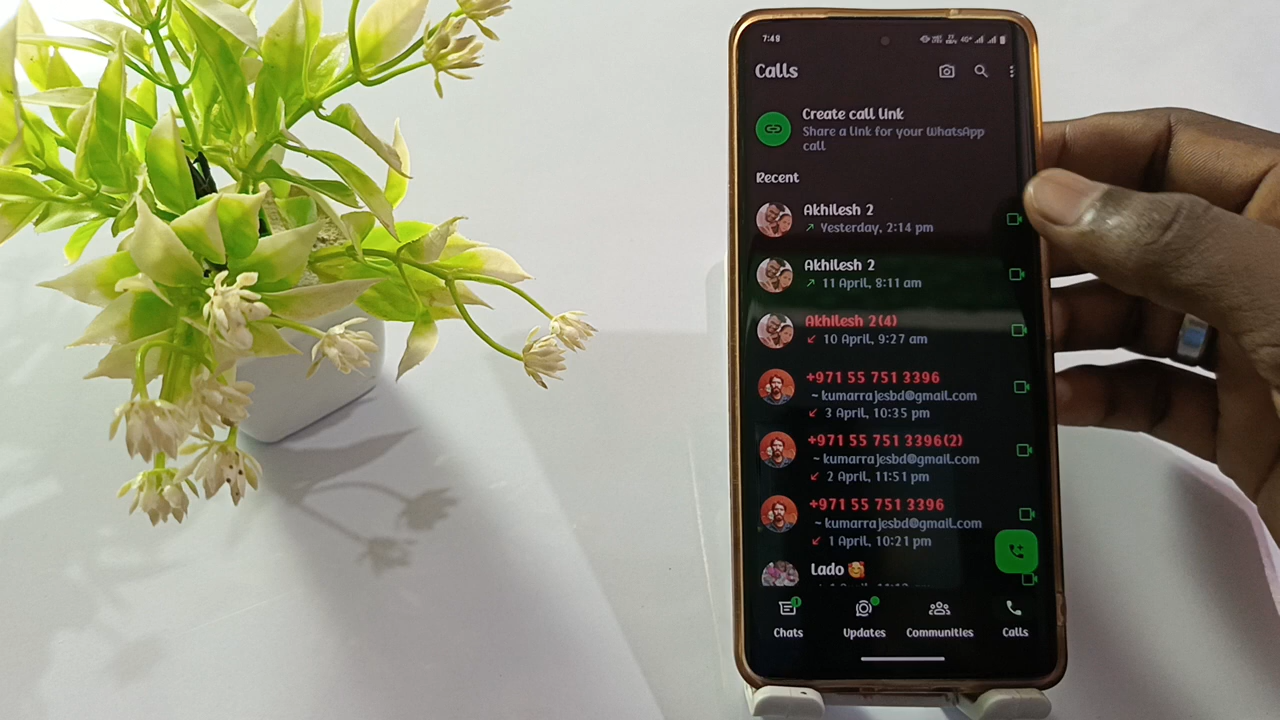 7:49
4G+
Calls
Create call link
Share a link for your WhatsApp
call
Recent
Akhilesh 2
Yesterday, 2:14 pm
Akhilesh 2
11 April, 8:11 am
Akhilesh 2 (4)
10 April, 9:27 am
+971 55 751 3396
~ kumarrajesbd@gmail.com
3 April, 10:35 pm
+971 55 751 3396 (2)
~ kumarrajesbd@gmail.com
2 April, 11:51 pm
+971 55 751 3396
~ kumarrajesbd@gmail.com
1 April, 10:21 pm
Lado 🥰
Chats
Updates
Communities
Calls